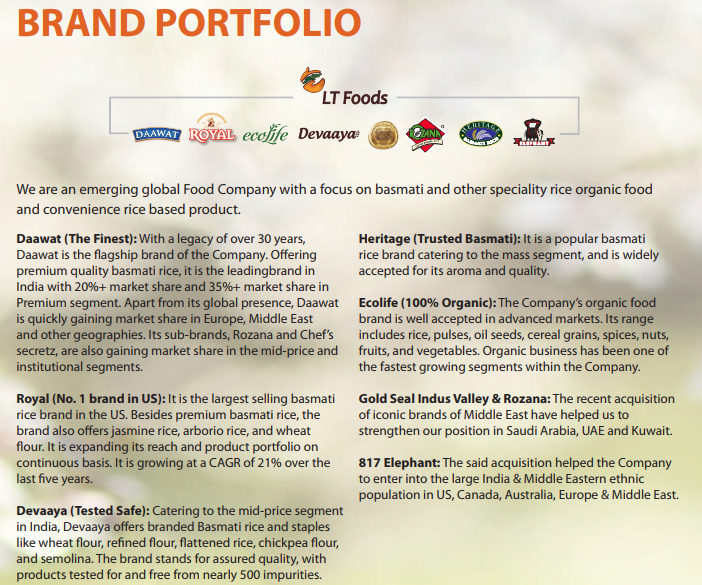 BRAND PORTFOLIO
LT Foods
DAAWAT ROYAL ecolife Devaaya ROZANA HERITAGE ELEPHANT
We are an emerging global Food Company with a focus on basmati and other speciality rice organic food
and convenience rice based product.
Daawat (The Finest): With a legacy of over 30 years,
Daawat is the flagship brand of the Company. Offering
premium quality basmati rice, it is the leadingbrand in
India with 20%+ market share and 35%+ market share in
Premium segment. Apart from its global presence, Daawat
is quickly gaining market share in Europe, Middle East
and other geographies. Its sub-brands, Rozana and Chef's
secretz, are also gaining market share in the mid-price and
institutional segments.
Royal (No. 1 brand in US): It is the largest selling basmati
rice brand in the US. Besides premium basmati rice, the
brand also offers jasmine rice, arborio rice, and wheat
flour. It is expanding its reach and product portfolio on
continuous basis. It is growing at a CAGR of 21% over the
last five years.
Devaaya (Tested Safe): Catering to the mid-price segment
in India, Devaaya offers branded Basmati rice and staples
like wheat flour, refined flour, flattened rice, chickpea flour,
and semolina. The brand stands for assured quality, with
products tested for and free from nearly 500 impurities.
Heritage (Trusted Basmati): It is a popular basmati
rice brand catering to the mass segment, and is widely
accepted for its aroma and quality.
Ecolife (100% Organic): The Company's organic food
brand is well accepted in advanced markets. Its range
includes rice, pulses, oil seeds, cereal grains, spices, nuts,
fruits, and vegetables. Organic business has been one of
the fastest growing segments within the Company.
Gold Seal Indus Valley & Rozana: The recent acquisition
of iconic brands of Middle East have helped us to
strengthen our position in Saudi Arabia, UAE and Kuwait.
817 Elephant: The said acquisition helped the Company
to enter into the large India & Middle Eastern ethnic
population in US, Canada, Australia, Europe & Middle East.